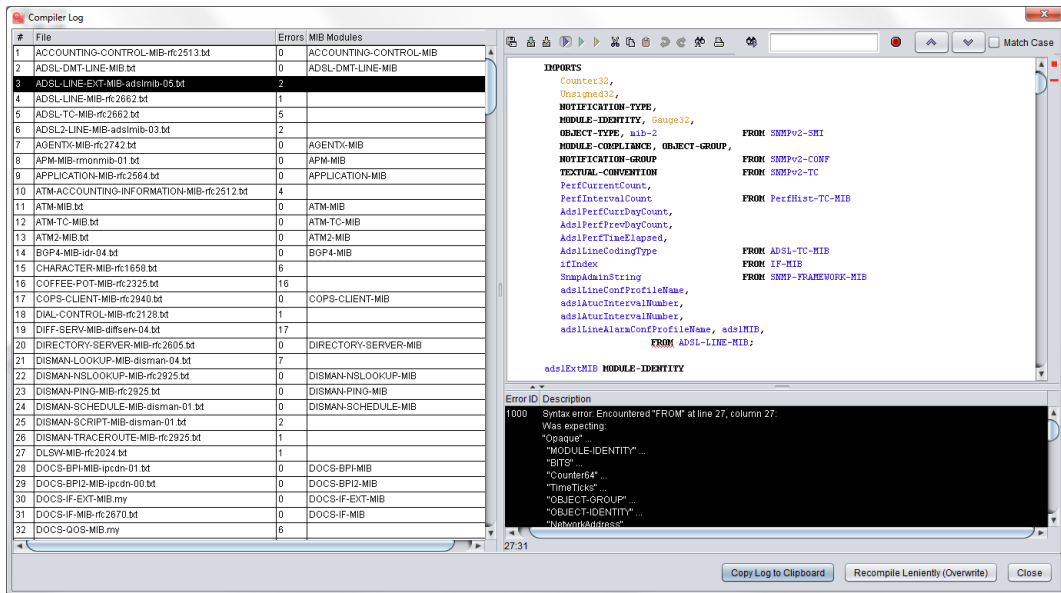 Compiler Log
# File Errors MIB Modules
1 ACCOUNTING-CONTROL-MIB-rfc2513.txt 0 ACCOUNTING-CONTROL-MIB
2 ADSL-DMT-LINE-MIB.txt 0 ADSL-DMT-LINE-MIB
3 ADSL-LINE-EXT-MIB-adslmib-05.txt 2
4 ADSL-LINE-MIB-rfc2662.txt 1
5 ADSL-TC-MIB-rfc2662.txt 5
6 ADSL2-LINE-MIB-adslmib-03.txt 2
7 AGENTX-MIB-rfc2742.txt 0 AGENTX-MIB
8 APM-MIB-rmonmib-01.txt 0 APM-MIB
9 APPLICATION-MIB-rfc2564.txt 0 APPLICATION-MIB
10 ATM-ACCOUNTING-INFORMATION-MIB-rfc2512.txt 4
11 ATM-MIB.txt 0 ATM-MIB
12 ATM-TC-MIB.txt 0 ATM-TC-MIB
13 ATM2-MIB.txt 0 ATM2-MIB
14 BGP4-MIB-idr-04.txt 0 BGP4-MIB
15 CHARACTER-MIB-rfc1658.txt 6
16 COFFEE-POT-MIB-rfc2325.txt 16
17 COPS-CLIENT-MIB-rfc2940.txt 0 COPS-CLIENT-MIB
18 DIAL-CONTROL-MIB-rfc2128.txt 1
19 DIFF-SERV-MIB-diffserv-04.txt 17
20 DIRECTORY-SERVER-MIB-rfc2605.txt 0 DIRECTORY-SERVER-MIB
21 DISMAN-LOOKUP-MIB-disman-04.txt 7
22 DISMAN-NSLOOKUP-MIB-rfc2925.txt 0 DISMAN-NSLOOKUP-MIB
23 DISMAN-PING-MIB-rfc2925.txt 0 DISMAN-PING-MIB
24 DISMAN-SCHEDULE-MIB-disman-01.txt 0 DISMAN-SCHEDULE-MIB
25 DISMAN-SCRIPT-MIB-disman-01.txt 2
26 DISMAN-TRACEROUTE-MIB-rfc2925.txt 1
27 DLSW-MIB-rfc2024.txt 1
28 DOCS-BPI-MIB-ipcdn-01.txt 0 DOCS-BPI-MIB
29 DOCS-BPI2-MIB-ipcdn-00.txt 0 DOCS-BPI2-MIB
30 DOCS-IF-EXT-MIB.my 0 DOCS-IF-EXT-MIB
31 DOCS-IF-MIB-rfc2670.txt 0 DOCS-IF-MIB
32 DOCS-QOS-MIB.my 6
Match Case
IMPORTS
Counter32,
Unsigned32,
NOTIFICATION-TYPE,
MODULE-IDENTITY, Gauge32,
OBJECT-TYPE, mib-2 FROM SNMPv2-SMI
MODULE-COMPLIANCE, OBJECT-GROUP,
NOTIFICATION-GROUP FROM SNMPv2-CONF
TEXTUAL-CONVENTION FROM SNMPv2-TC
PerfCurrentCount,
PerfIntervalCount FROM PerfHist-TC-MIB
AdslPerfCurrDayCount,
AdslPerfPrevDayCount,
AdslPerfTimeElapsed,
AdslLineCodingType FROM ADSL-TC-MIB
ifIndex FROM IF-MIB
SnmpAdminString FROM SNMP-FRAMEWORK-MIB
adslLineConfProfileName,
adslAtucIntervalNumber,
adslAturIntervalNumber,
adslLineAlarmConfProfileName, adslMIB,
FROM ADSL-LINE-MIB;
adslExtMIB MODULE-IDENTITY
Error ID Description
1000 Syntax error: Encountered "FROM" at line 27, column 27:
Was expecting:
"Opaque" ...
"MODULE-IDENTITY" ...
"BITS" ...
"Counter64" ...
"TimeTicks" ...
"OBJECT-GROUP" ...
"OBJECT-IDENTITY" ...
"NetworkAddress"
27:31
Copy Log to Clipboard Recompile Leniently (Overwrite) Close